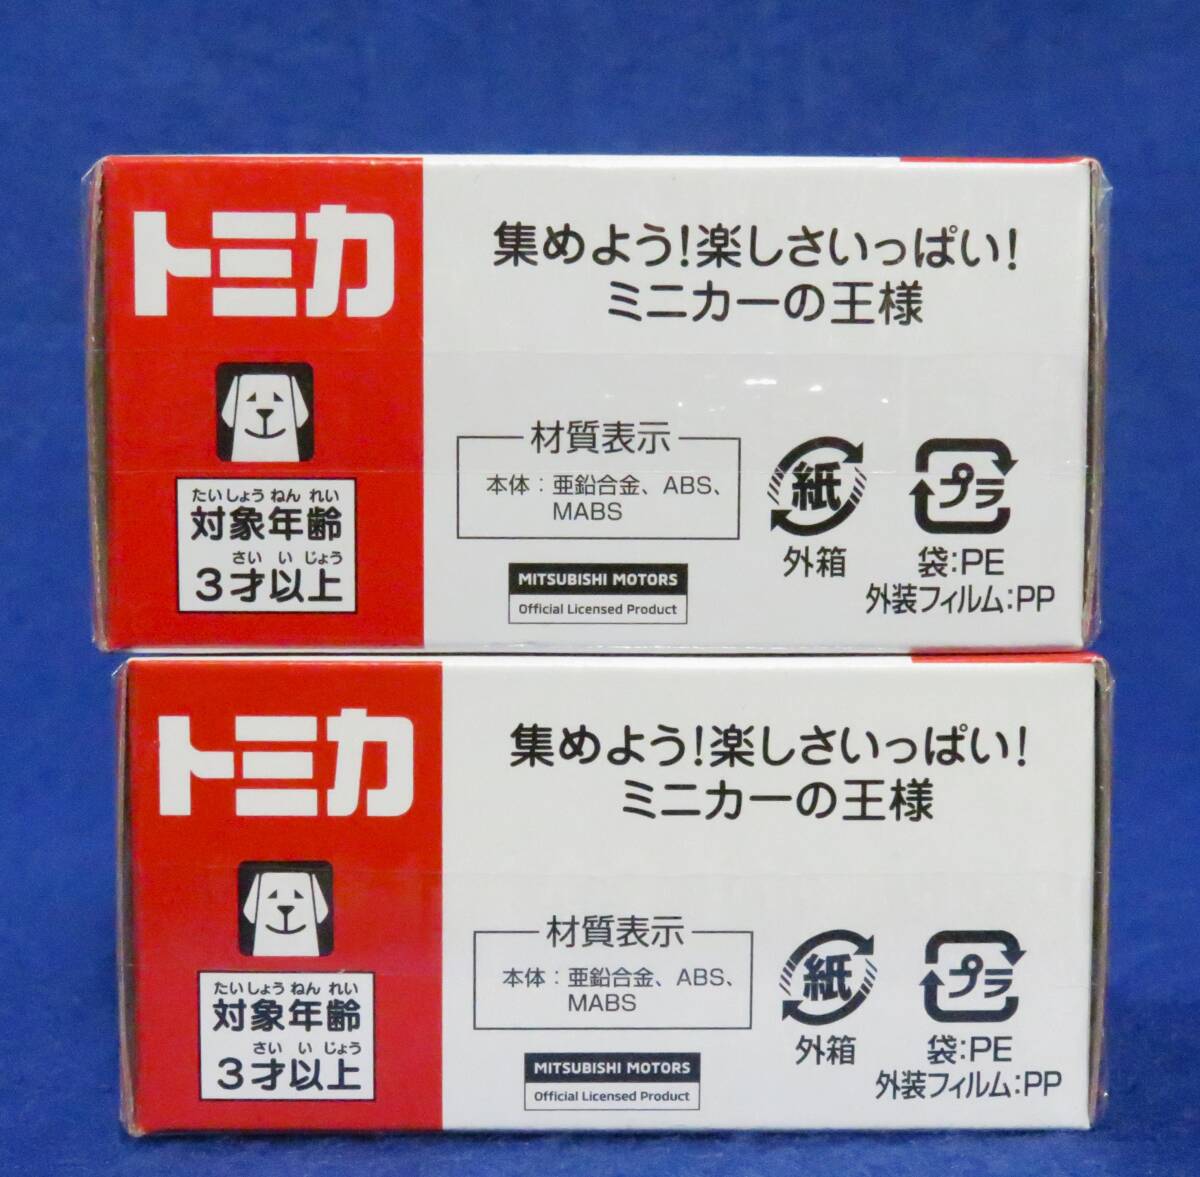 トミカ
集めよう！楽しさいっぱい！
ミニカーの王様
たいしょう ねん れい
対象年齢
さい い じょう
3才以上
材質表示
本体：亜鉛合金、ABS、
MABS
MITSUBISHI MOTORS
Official Licensed Product
紙
外箱
プラ
袋：PE
外装フィルム：PP
トミカ
集めよう！楽しさいっぱい！
ミニカーの王様
たいしょう ねん れい
対象年齢
さい い じょう
3才以上
材質表示
本体：亜鉛合金、ABS、
MABS
MITSUBISHI MOTORS
Official Licensed Product
紙
外箱
プラ
袋：PE
外装フィルム：PP